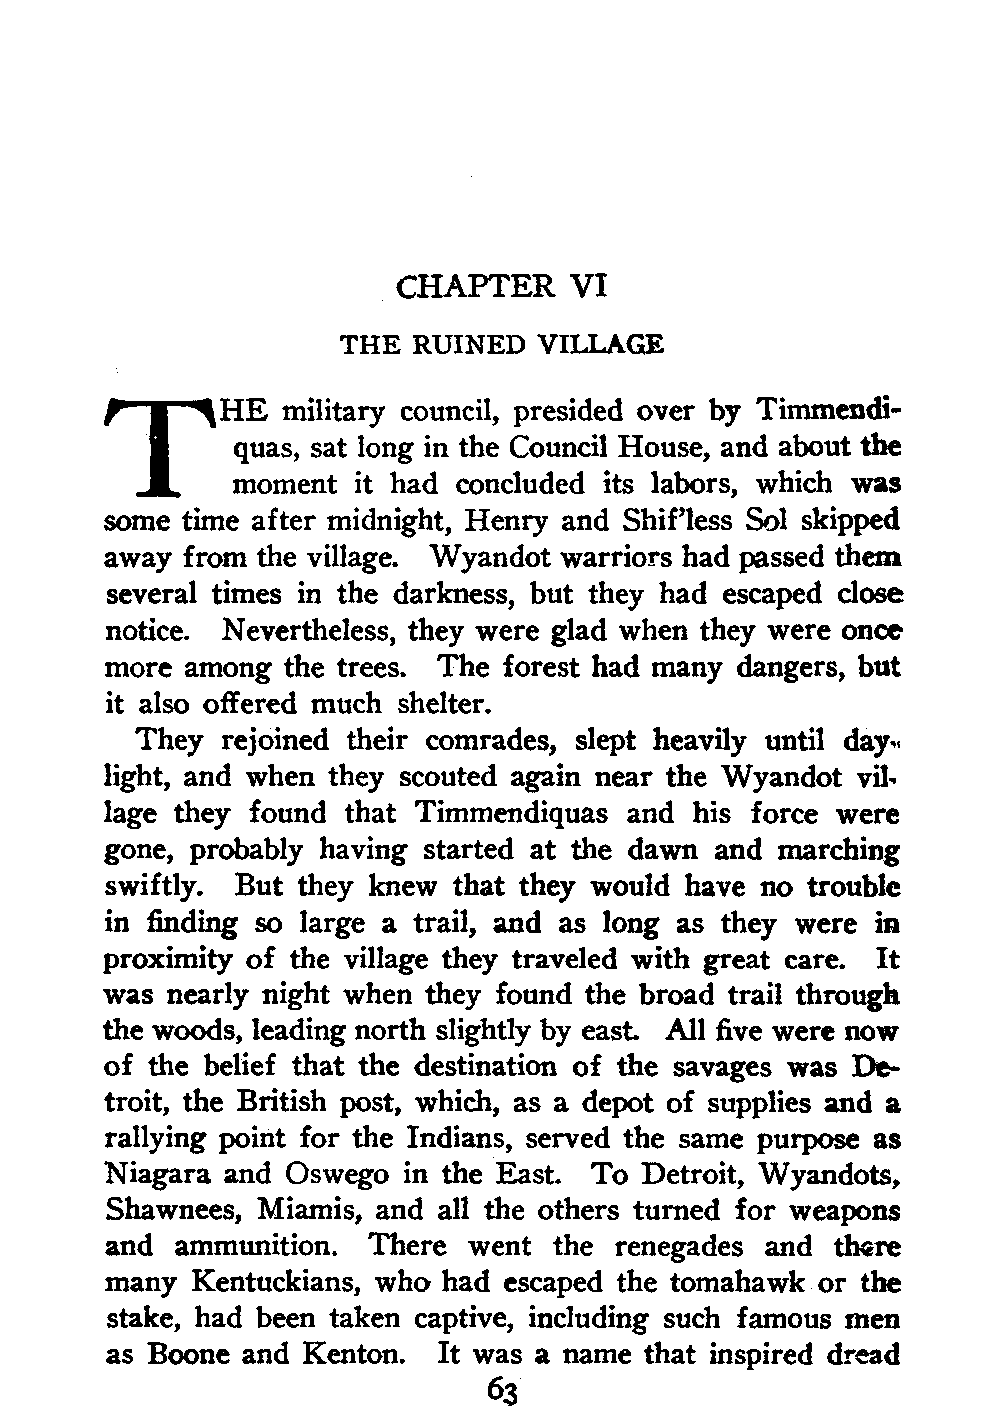 CHAPTER VI
THE RUINED VILLAGE
THE military council, presided over by Timmendi-
quas, sat long in the Council House, and about the
moment it had concluded its labors, which was
some time after midnight, Henry and Shif'less Sol skipped
away from the village. Wyandot warriors had passed them
several times in the darkness, but they had escaped close
notice. Nevertheless, they were glad when they were once
more among the trees. The forest had many dangers, but
it also offered much shelter.
They rejoined their comrades, slept heavily until day-
light, and when they scouted again near the Wyandot vil-
lage they found that Timmendiquas and his force were
gone, probably having started at the dawn and marching
swiftly. But they knew that they would have no trouble
in finding so large a trail, and as long as they were in
proximity of the village they traveled with great care. It
was nearly night when they found the broad trail through
the woods, leading north slightly by east. All five were now
of the belief that the destination of the savages was De-
troit, the British post, which, as a depot of supplies and a
rallying point for the Indians, served the same purpose as
Niagara and Oswego in the East. To Detroit, Wyandots,
Shawnees, Miamis, and all the others turned for weapons
and ammunition. There went the renegades and there
many Kentuckians, who had escaped the tomahawk or the
stake, had been taken captive, including such famous men
as Boone and Kenton. It was a name that inspired dread
63